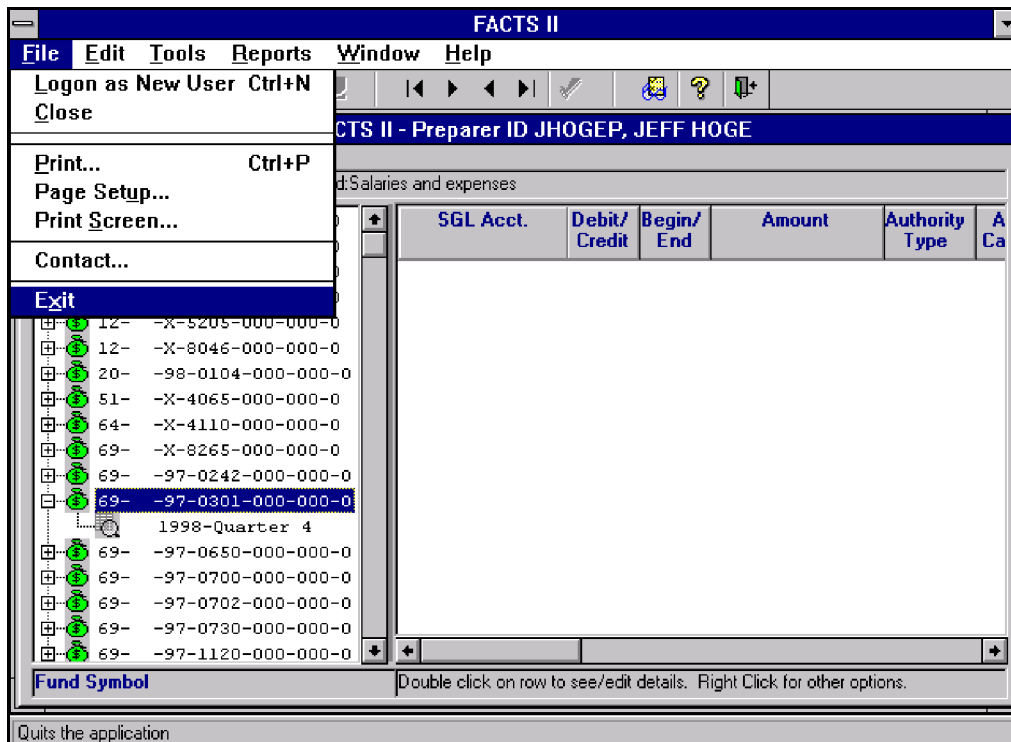 FACTS II
File Edit Tools Reports Window Help
Logon as New User Ctrl+N
Close
Print... Ctrl+P
Page Setup...
Print Screen...
Contact...
Exit
CTS II - Preparer ID JHOGEP, JEFF HOGE
d:Salaries and expenses
SGL Acct. Debit/ Begin/ Amount Authority A
Credit End Type Ca
12- -X-5205-000-000-0
12- -X-8046-000-000-0
20- -98-0104-000-000-0
51- -X-4065-000-000-0
64- -X-4110-000-000-0
69- -X-8265-000-000-0
69- -97-0242-000-000-0
69- -97-0301-000-000-0
1998-Quarter 4
69- -97-0650-000-000-0
69- -97-0700-000-000-0
69- -97-0702-000-000-0
69- -97-0730-000-000-0
69- -97-1120-000-000-0
Fund Symbol
Double click on row to see/edit details. Right Click for other options.
Quits the application